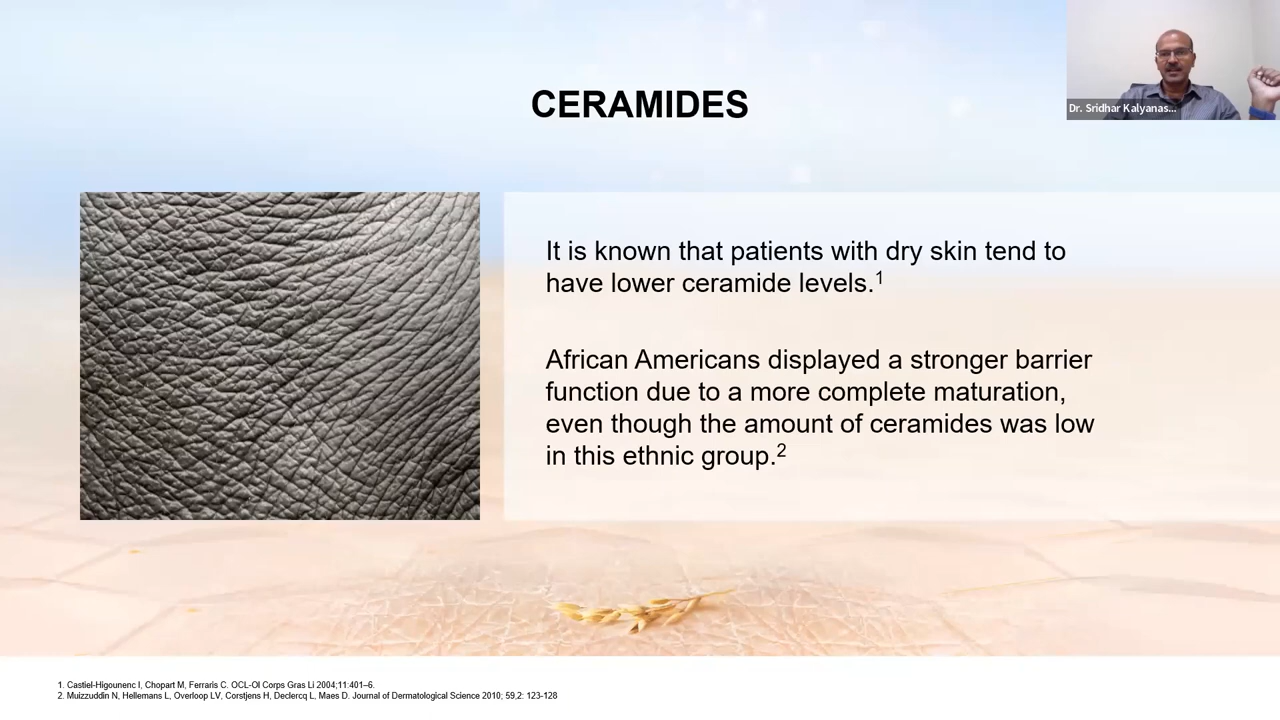 CERAMIDES
Dr. Sridhar Kalyanas...
It is known that patients with dry skin tend to
have lower ceramide levels.1
African Americans displayed a stronger barrier
function due to a more complete maturation,
even though the amount of ceramides was low
in this ethnic group.2
1. Castiel-Higounenc I, Chopart M, Ferraris C. OCL-Ol Corps Gras Li 2004;11:401–6.
2. Muizzuddin N, Hellemans L, Overloop LV, Corstjens H, Declercq L, Maes D. Journal of Dermatological Science 2010; 59,2: 123-128